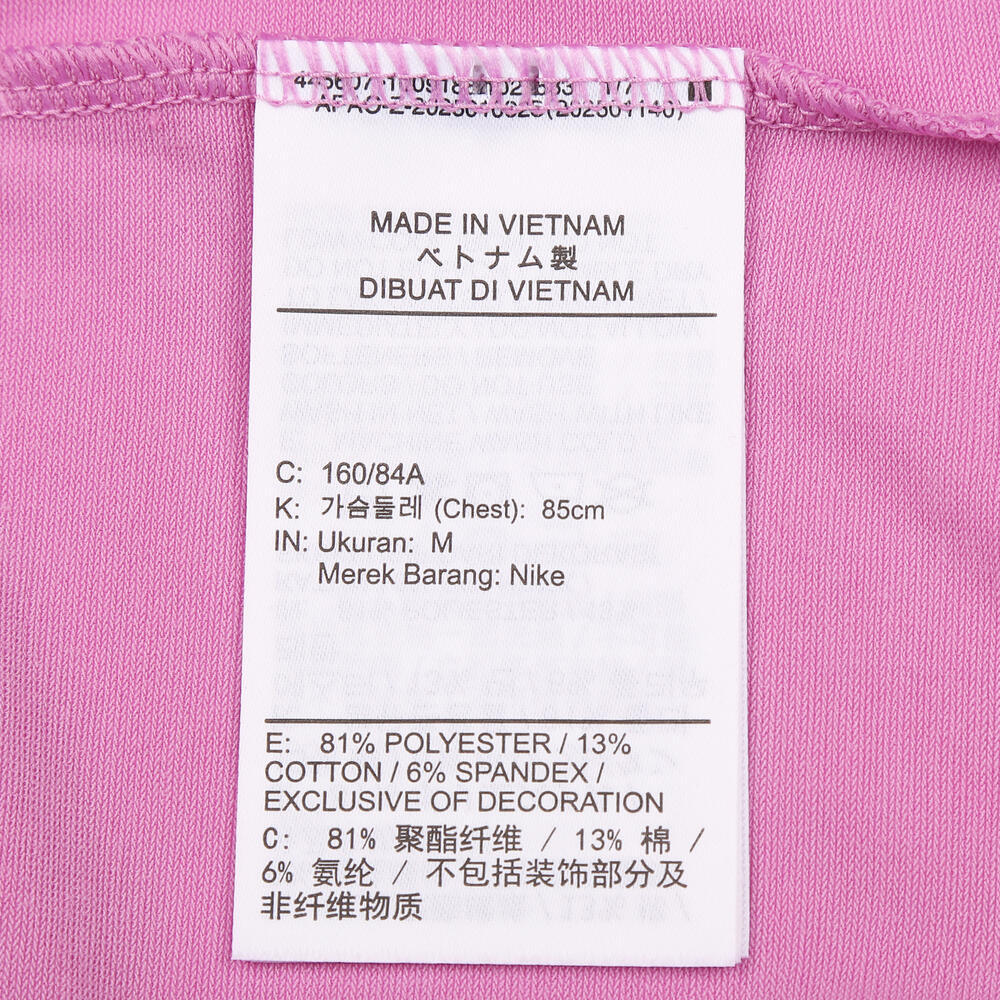 MADE IN VIETNAM
ベトナム製
DIBUAT DI VIETNAM
C: 160/84A
K: 가슴둘레 (Chest): 85cm
IN: Ukuran: M
Merek Barang: Nike
E: 81% POLYESTER / 13%
COTTON / 6% SPANDEX /
EXCLUSIVE OF DECORATION
C: 81% 聚酯纤维 / 13% 棉 /
6% 氨纶 / 不包括装饰部分及
非纤维物质